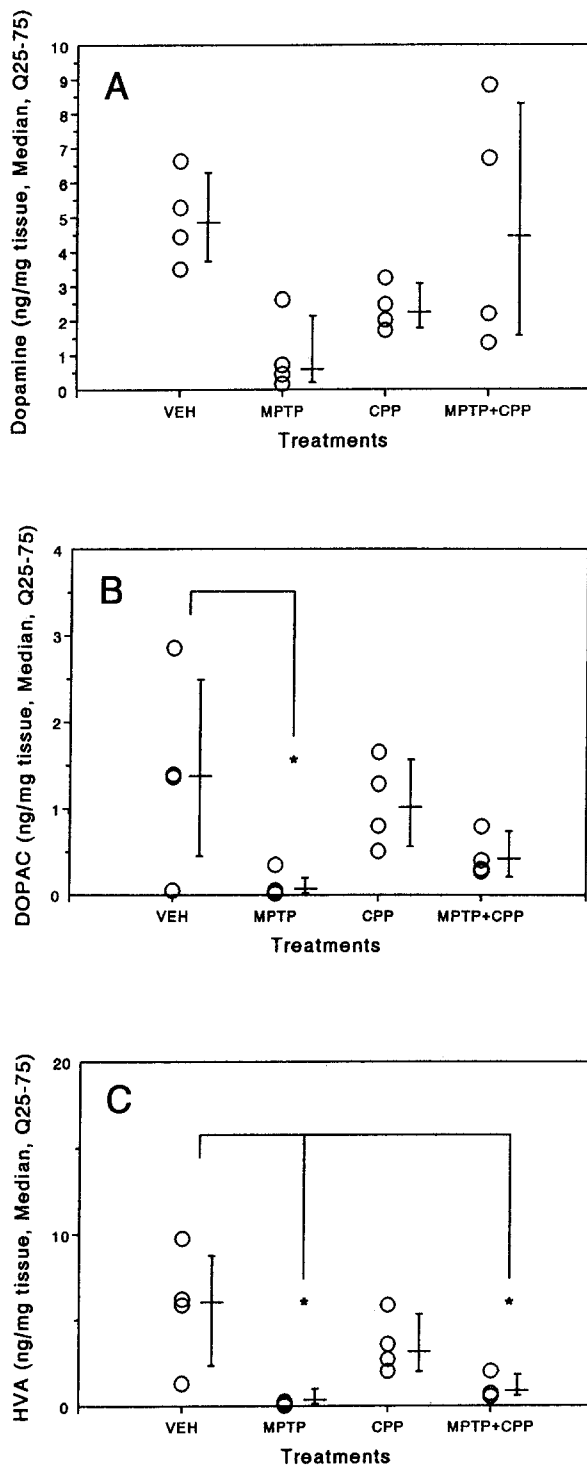 A
Dopamine (ng/mg tissue, Median, Q25-75)
10
9
8
7
6
5
4
3
2
1
0
VEH MPTP CPP MPTP+CPP
Treatments
B
DOPAC (ng/mg tissue, Median, Q25-75)
4
3
2
1
0
*
VEH MPTP CPP MPTP+CPP
Treatments
C
HVA (ng/mg tissue, Median, Q25-75)
20
10
0
* *
VEH MPTP CPP MPTP+CPP
Treatments